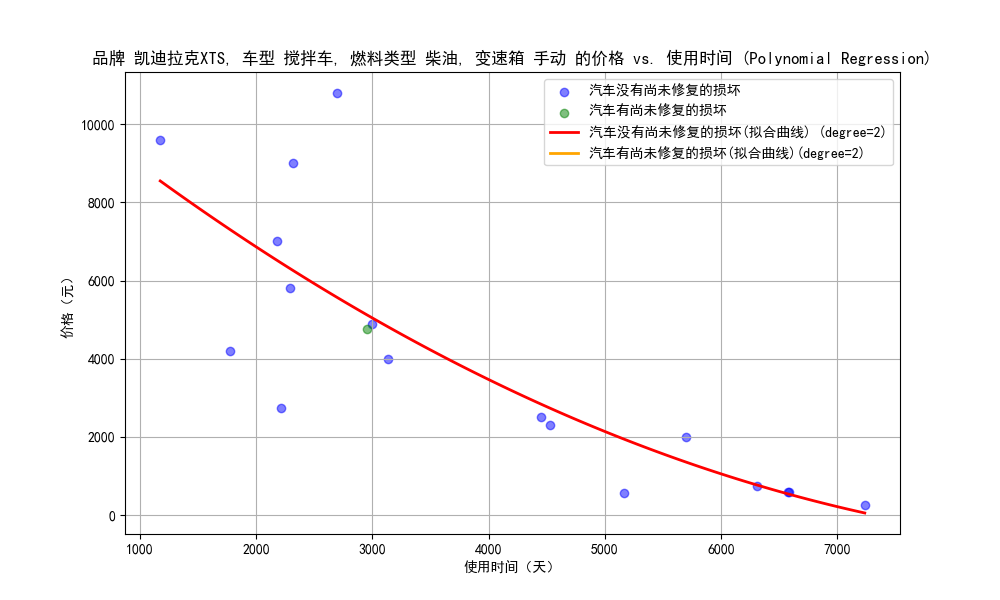 品牌 凯迪拉克XTS, 车型 搅拌车, 燃料类型 柴油, 变速箱 手动 的价格 vs. 使用时间 (Polynomial Regression)
汽车没有尚未修复的损坏
汽车有尚未修复的损坏
汽车没有尚未修复的损坏(拟合曲线) (degree=2)
汽车有尚未修复的损坏(拟合曲线)(degree=2)
价格（元）
10000
8000
6000
4000
2000
0
1000 2000 3000 4000 5000 6000 7000
使用时间（天）